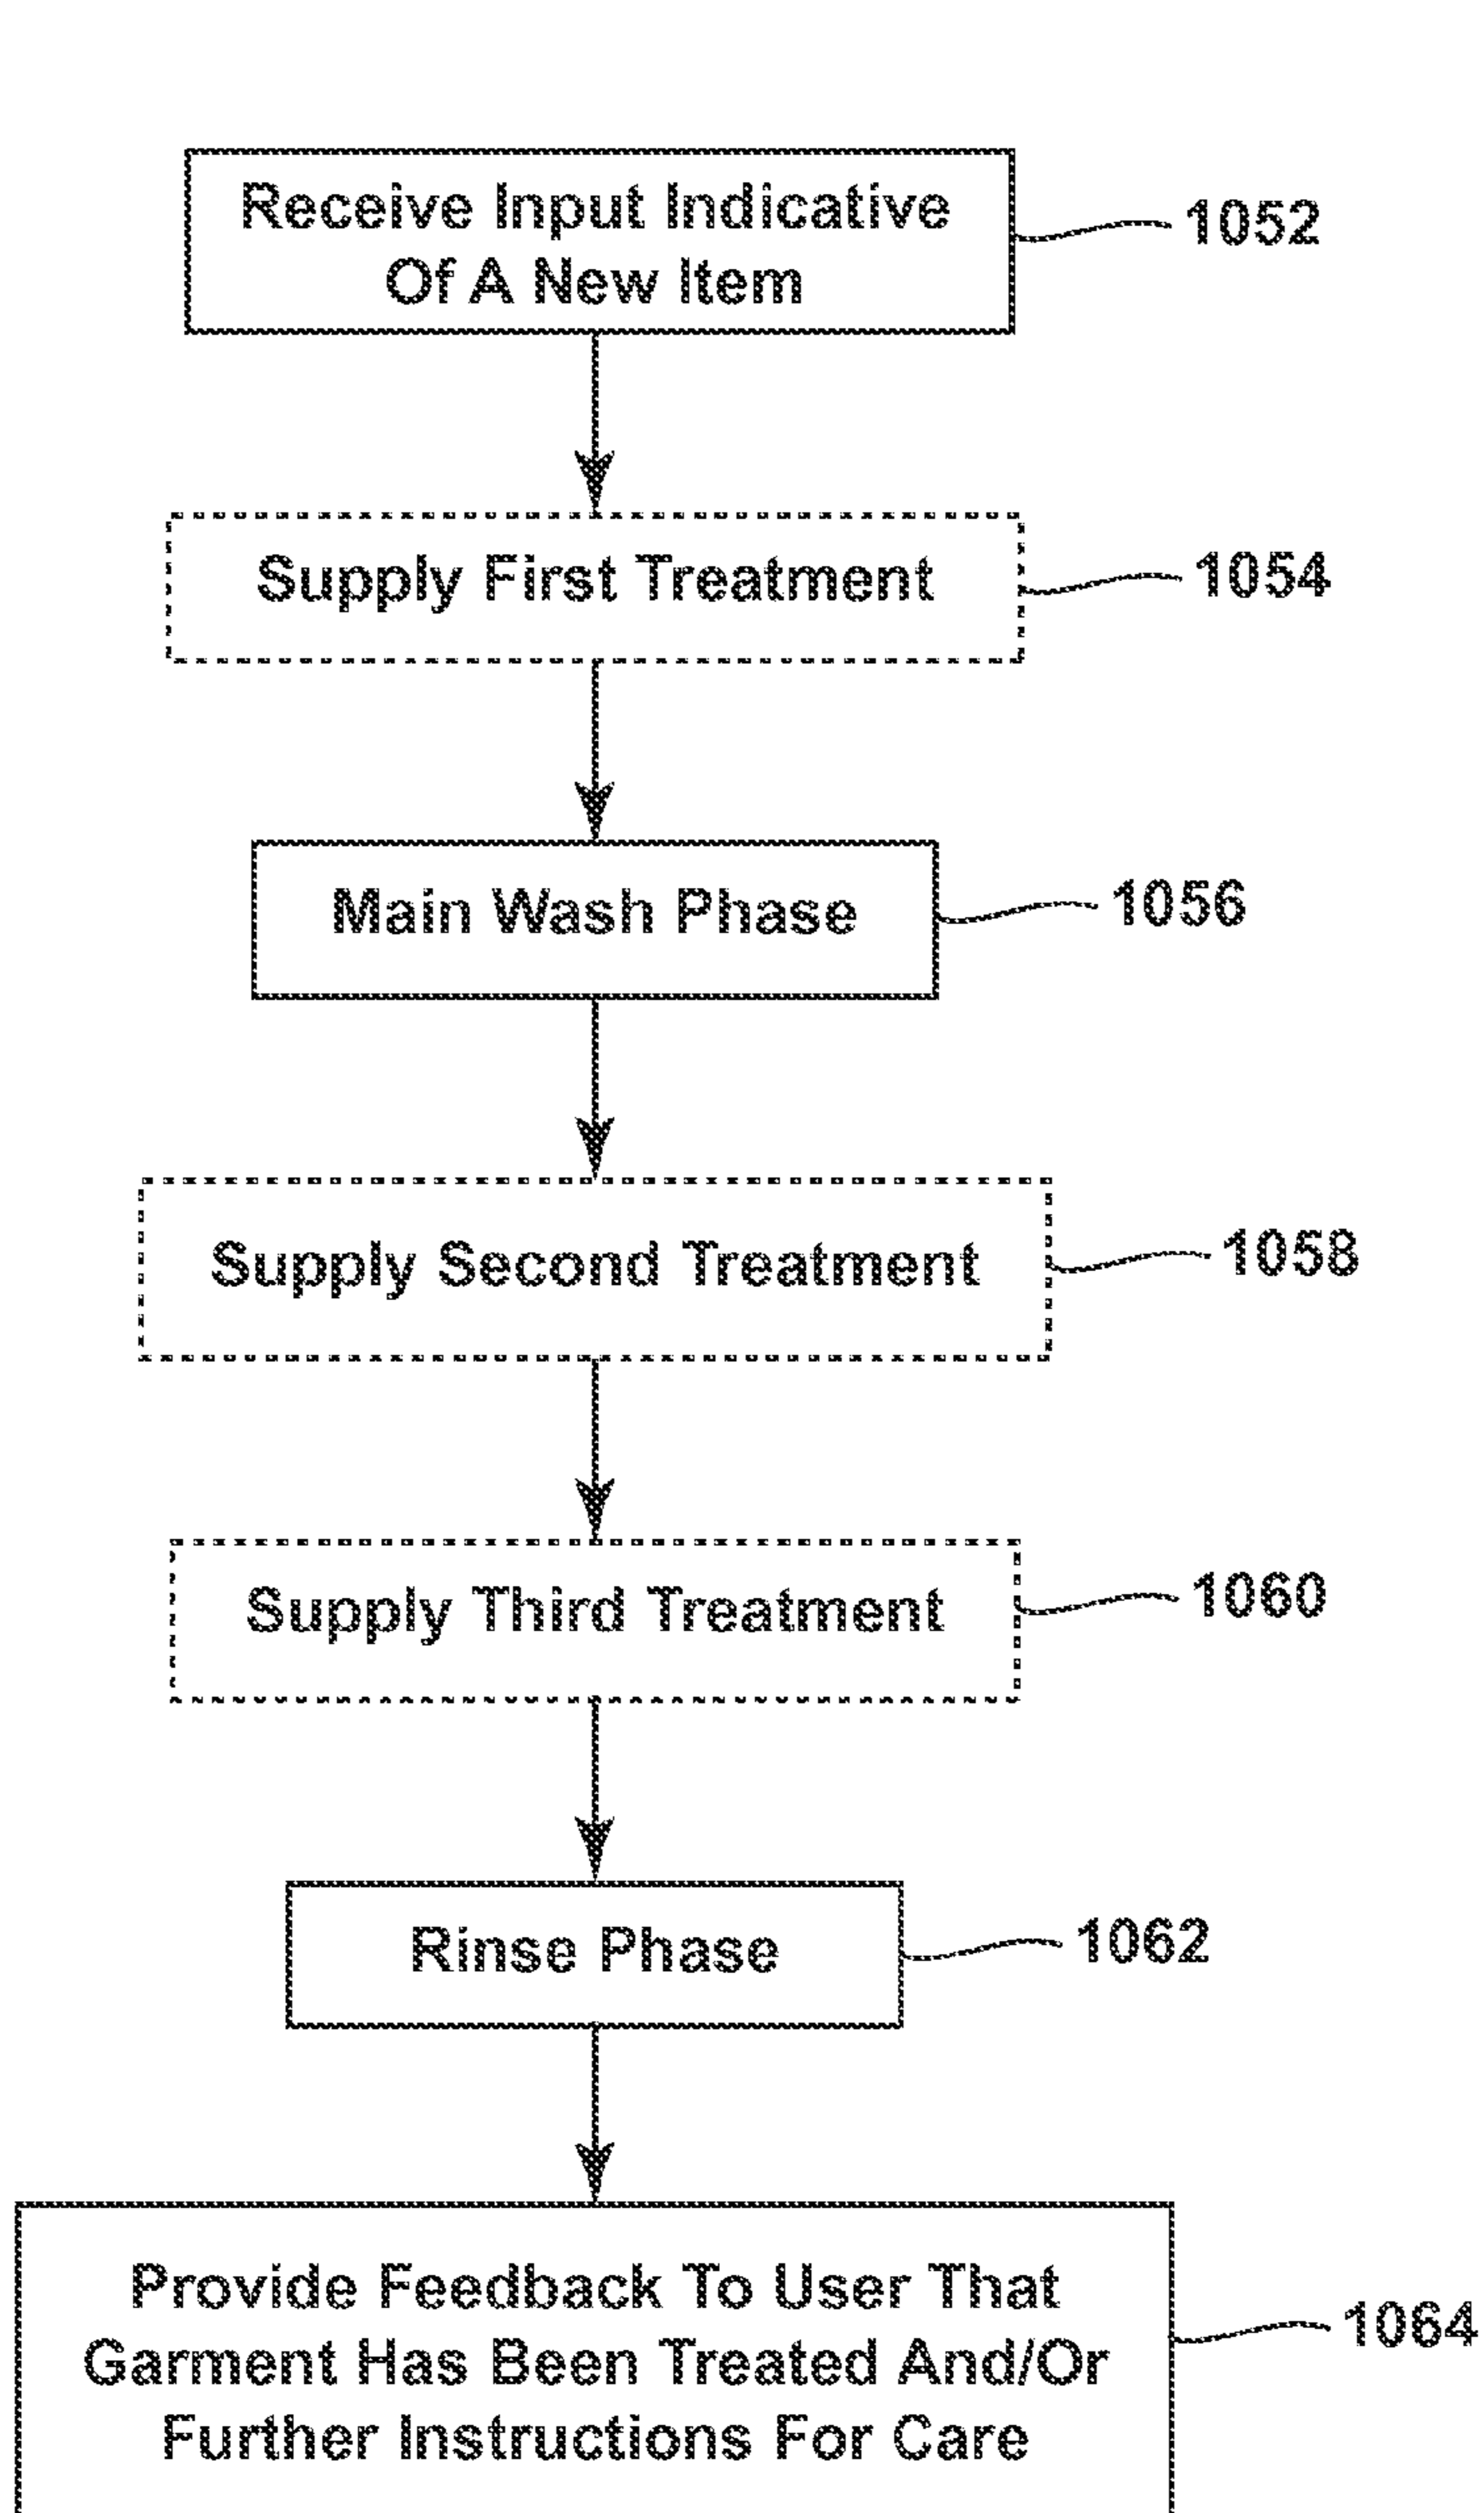 Receive Input Indicative
Of A New Item
1052
Supply First Treatment
1054
Main Wash Phase
1056
Supply Second Treatment
1058
Supply Third Treatment
1060
Rinse Phase
1062
Provide Feedback To User That
Garment Has Been Treated And/Or
Further Instructions For Care
1064